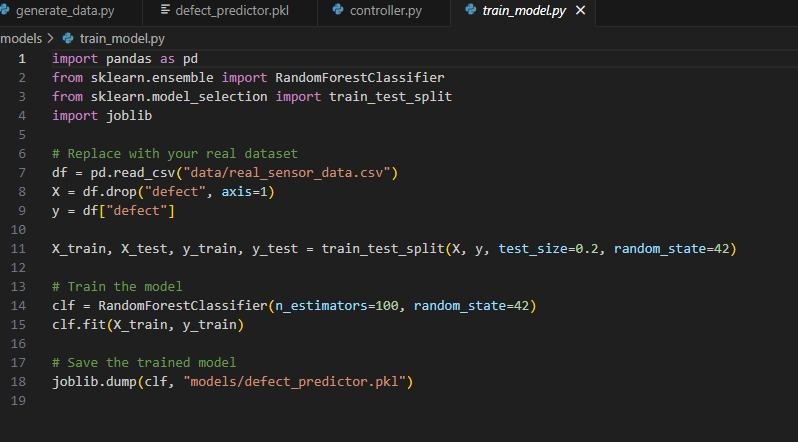 generate_data.py defect_predictor.pkl controller.py train_model.py
models > train_model.py
1 import pandas as pd
2 from sklearn.ensemble import RandomForestClassifier
3 from sklearn.model_selection import train_test_split
4 import joblib
5
6 # Replace with your real dataset
7 df = pd.read_csv("data/real_sensor_data.csv")
8 X = df.drop("defect", axis=1)
9 y = df["defect"]
10
11 X_train, X_test, y_train, y_test = train_test_split(X, y, test_size=0.2, random_state=42)
12
13 # Train the model
14 clf = RandomForestClassifier(n_estimators=100, random_state=42)
15 clf.fit(X_train, y_train)
16
17 # Save the trained model
18 joblib.dump(clf, "models/defect_predictor.pkl")
19